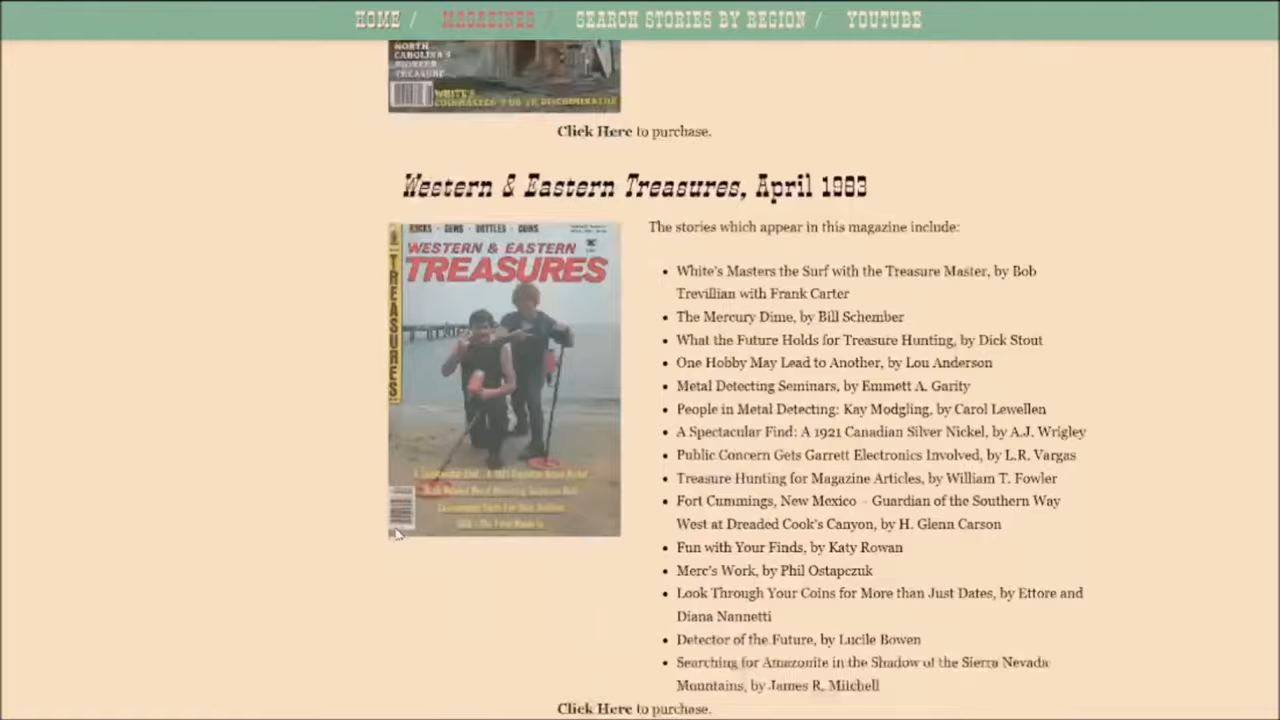 HOME / MAGAZINES / SEARCH STORIES BY REGION / YOUTUBE
NORTH
CAROLINA'S
PIONEER
TREASURE
WHITE'S
Click Here to purchase.
Western & Eastern Treasures, April 1983
The stories which appear in this magazine include:
ROCKS · GEMS · BOTTLES · COINS
WESTERN & EASTERN
TREASURES
TREASURES
• White's Masters the Surf with the Treasure Master, by Bob
Trevillian with Frank Carter
• The Mercury Dime, by Bill Schember
• What the Future Holds for Treasure Hunting, by Dick Stout
• One Hobby May Lead to Another, by Lou Anderson
• Metal Detecting Seminars, by Emmett A. Garity
• People in Metal Detecting: Kay Modgling, by Carol Lewellen
• A Spectacular Find: A 1921 Canadian Silver Nickel, by A.J. Wrigley
• Public Concern Gets Garrett Electronics Involved, by L.R. Vargas
• Treasure Hunting for Magazine Articles, by William T. Fowler
• Fort Cummings, New Mexico – Guardian of the Southern Way
West at Dreaded Cook's Canyon, by H. Glenn Carson
• Fun with Your Finds, by Katy Rowan
• Merc's Work, by Phil Ostapczuk
• Look Through Your Coins for More than Just Dates, by Ettore and
Diana Nannetti
• Detector of the Future, by Lucile Bowen
• Searching for Amazonite in the Shadow of the Sierra Nevada
Mountains, by James R. Mitchell
Click Here to purchase.